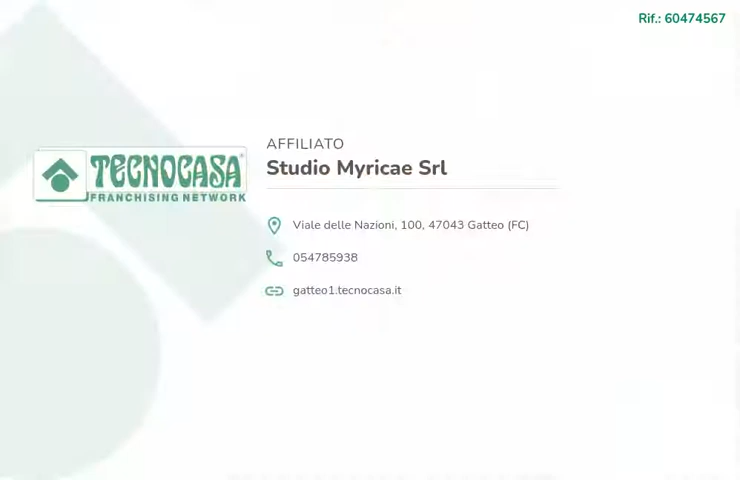 Rif.: 60474567
AFFILIATO
Studio Myricae Srl
TECNOCASA
FRANCHISING NETWORK
Viale delle Nazioni, 100, 47043 Gatteo (FC)
054785938
gatteo1.tecnocasa.it